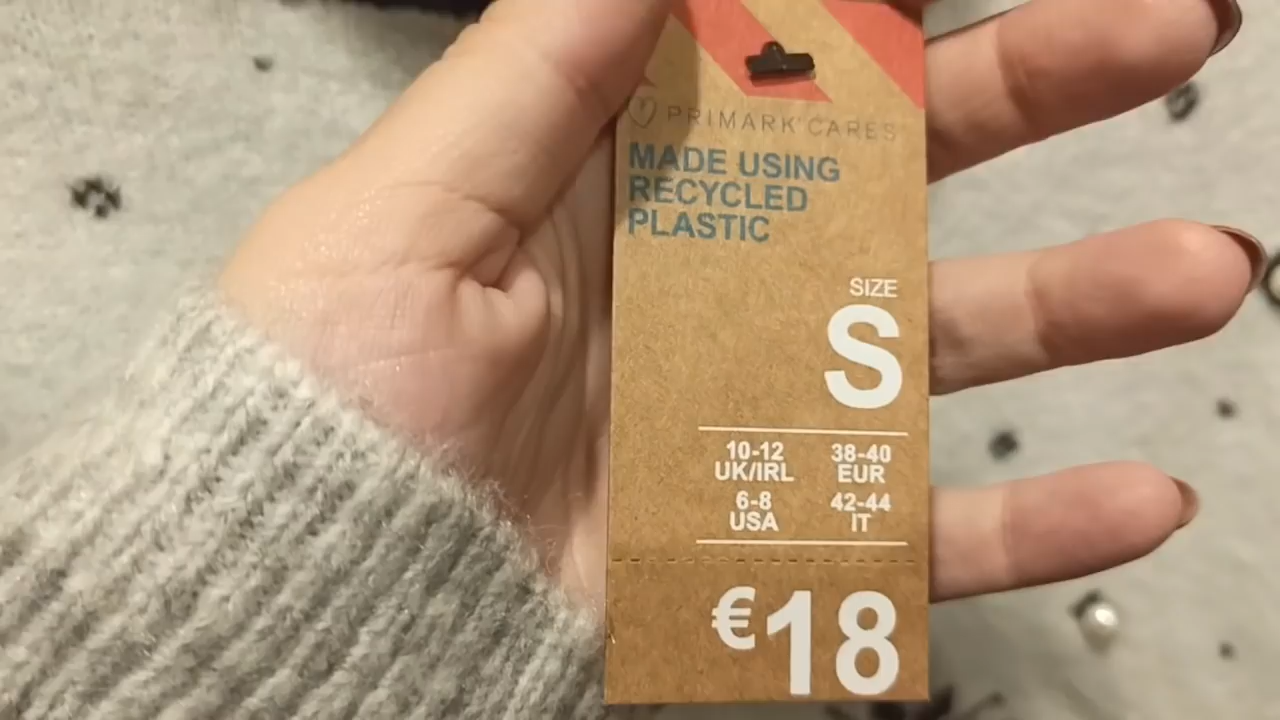 PRIMARK CARES
MADE USING
RECYCLED
PLASTIC
SIZE
S
10-12 38-40
UK/IRL EUR
6-8 42-44
USA IT
€18